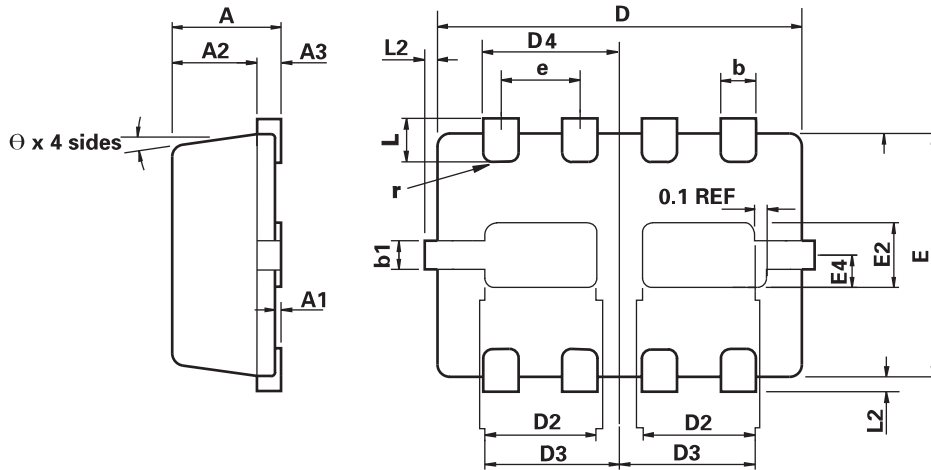 A
D
L2
D4
A2
A3
e
b
Θ x 4 sides
L
r
0.1 REF
b1
E2
E4
E
A1
L2
D2
D2
D3
D3